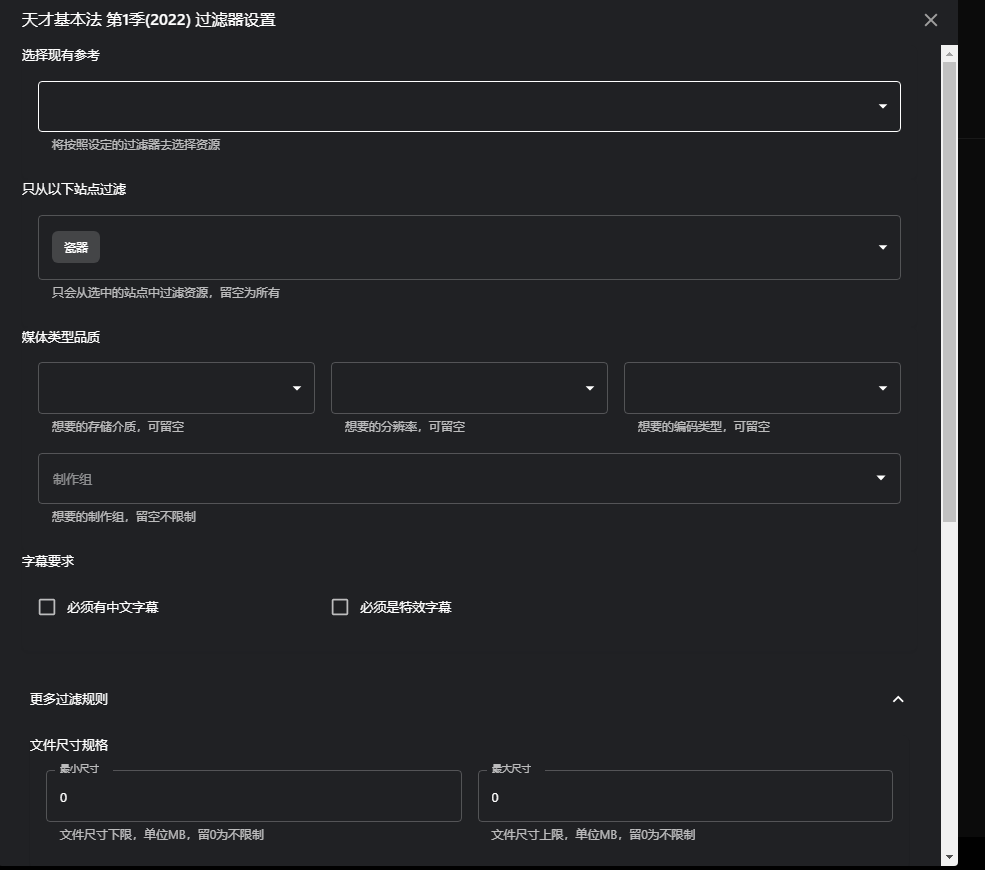 天才基本法 第1季(2022) 过滤器设置
选择现有参考
将按照设定的过滤器去选择资源
只从以下站点过滤
瓷器
只会从选中的站点中过滤资源，留空为所有
媒体类型品质
想要的存储介质，可留空
想要的分辨率，可留空
想要的编码类型，可留空
制作组
想要的制作组，留空不限制
字幕要求
必须有中文字幕
必须是特效字幕
更多过滤规则
文件尺寸规格
最小尺寸
最大尺寸
0
0
文件尺寸下限，单位MB，留0为不限制
文件尺寸上限，单位MB，留0为不限制